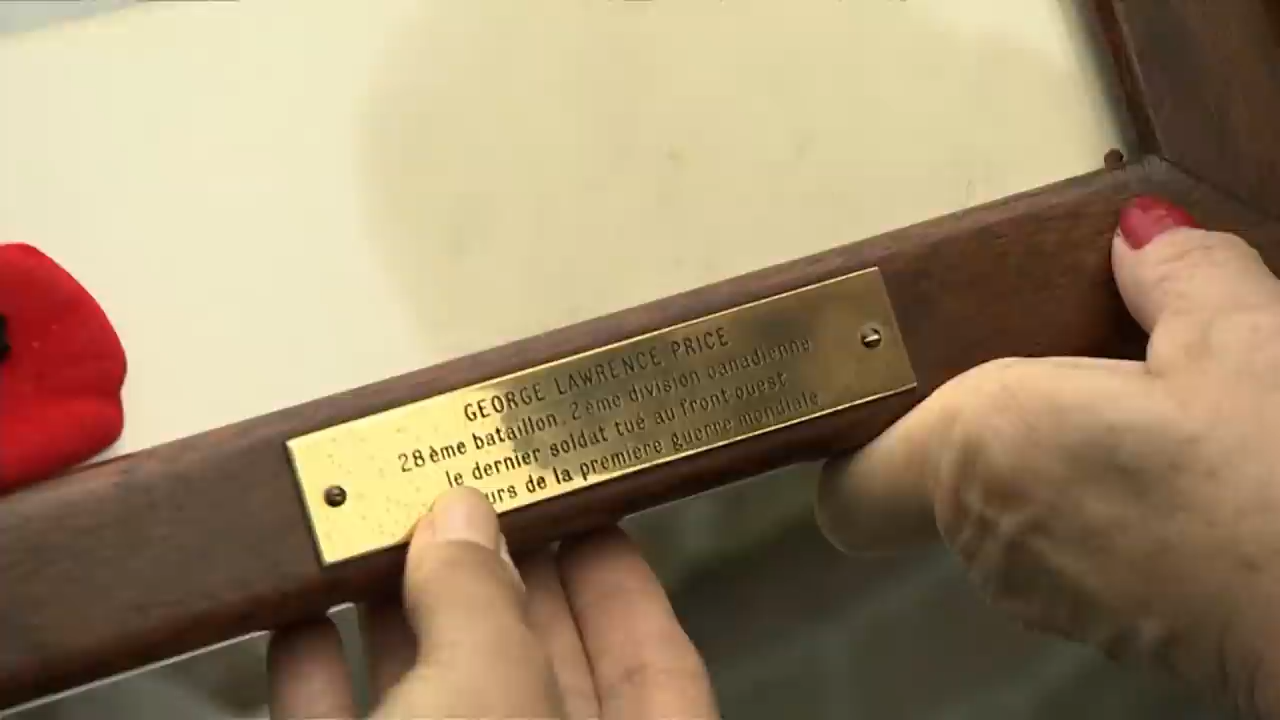 GEORGE LAWRENCE PRICE
28ème bataillon, 2ème division canadienne
le dernier soldat tué au front ouest
urs de la première guerre mondiale